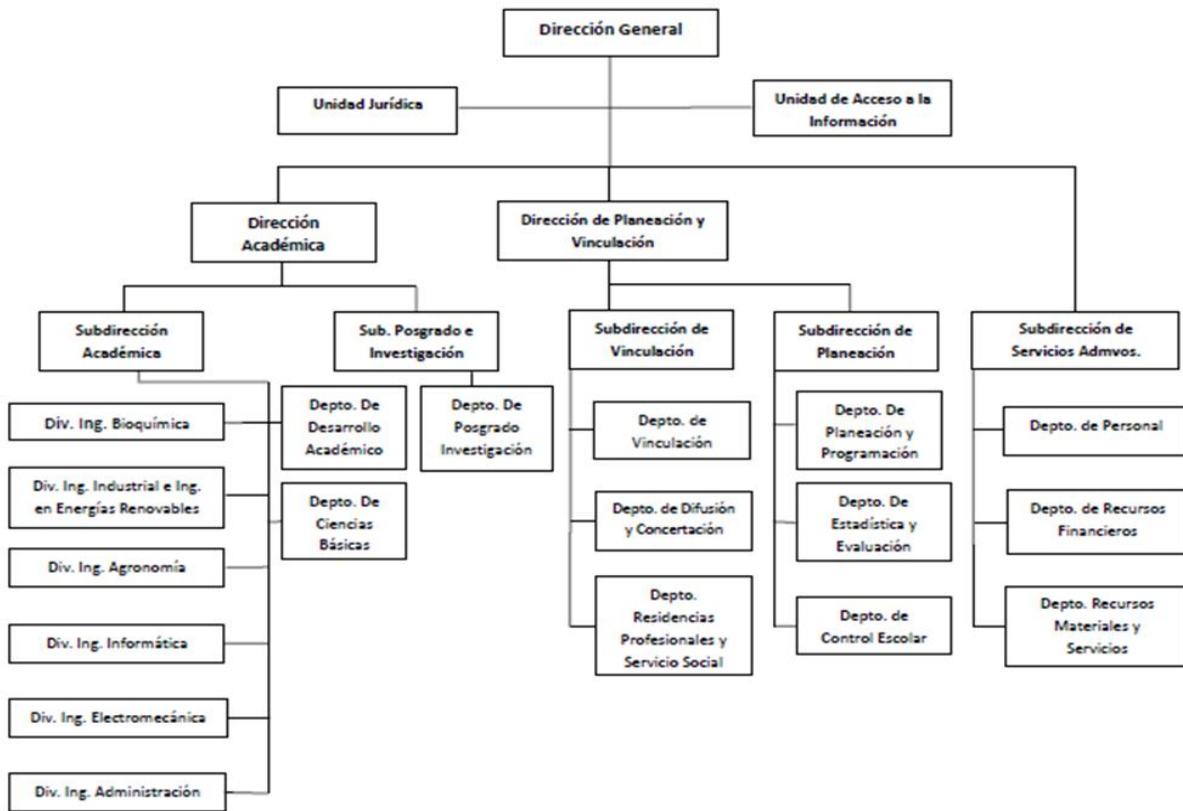 Dirección General
Unidad Jurídica
Unidad de Acceso a la
Información
Dirección
Académica
Dirección de Planeación y
Vinculación
Subdirección
Académica
Sub. Posgrado e
Investigación
Subdirección de
Vinculación
Subdirección de
Planeación
Subdirección de
Servicios Admvos.
Div. Ing. Bioquímica
Div. Ing. Industrial e Ing.
en Energías Renovables
Div. Ing. Agronomía
Div. Ing. Informática
Div. Ing. Electromecánica
Div. Ing. Administración
Depto. De
Desarrollo
Académico
Depto. De
Ciencias
Básicas
Depto. De
Posgrado
Investigación
Depto. de
Vinculación
Depto. de Difusión
y Concertación
Depto.
Residencias
Profesionales y
Servicio Social
Depto. De
Planeación y
Programación
Depto. De
Estadística y
Evaluación
Depto. de
Control Escolar
Depto. de Personal
Depto. de Recursos
Financieros
Depto. Recursos
Materiales y
Servicios